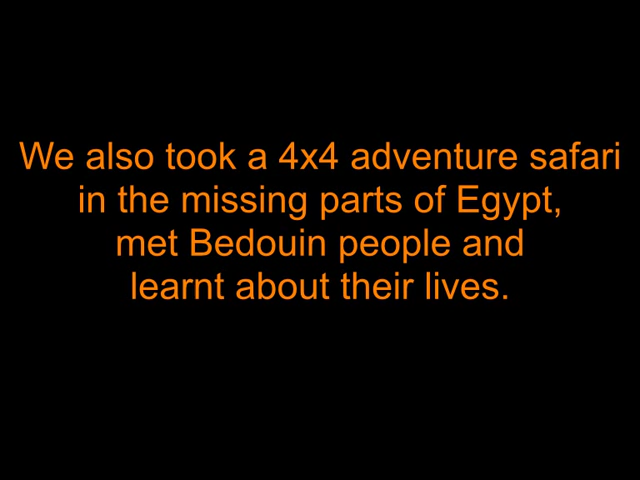 We also took a 4x4 adventure safari
in the missing parts of Egypt,
met Bedouin people and
learnt about their lives.